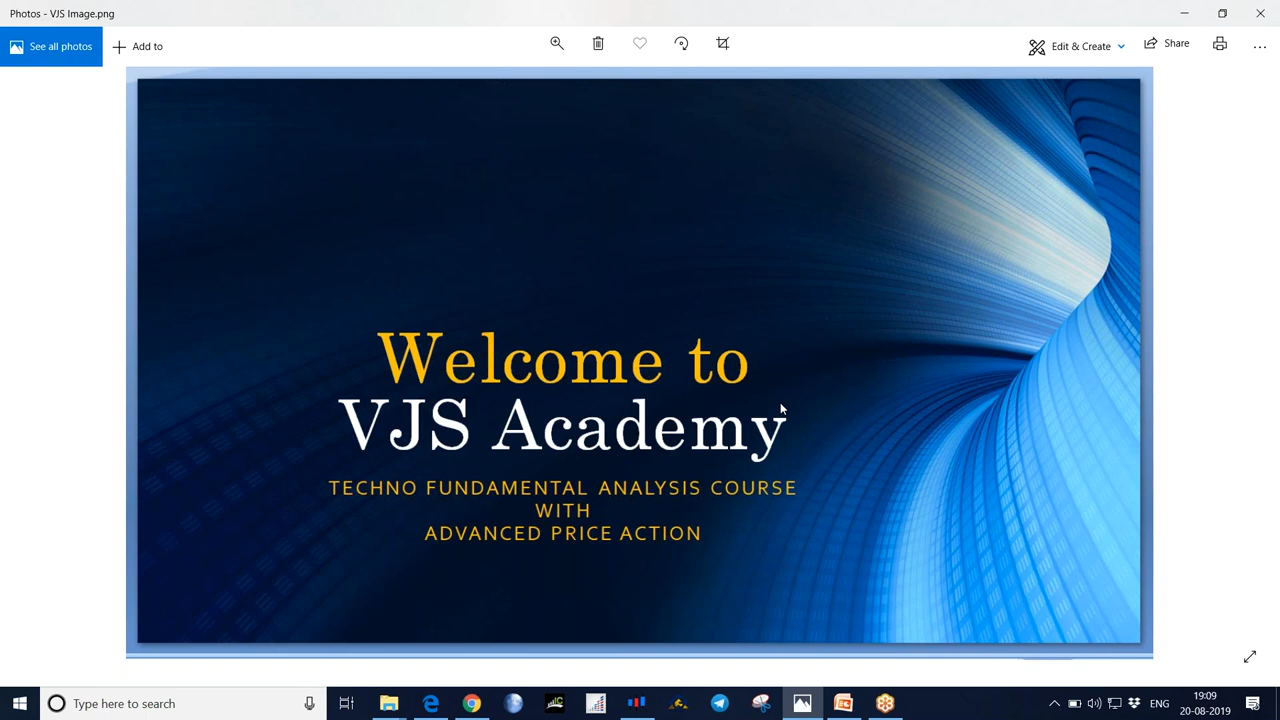 Photos - VJS Image.png
See all photos
Add to
Edit & Create
Share
Welcome to
VJS Academy
TECHNO FUNDAMENTAL ANALYSIS COURSE
WITH
ADVANCED PRICE ACTION
Type here to search
ENG
19:09
20-08-2019